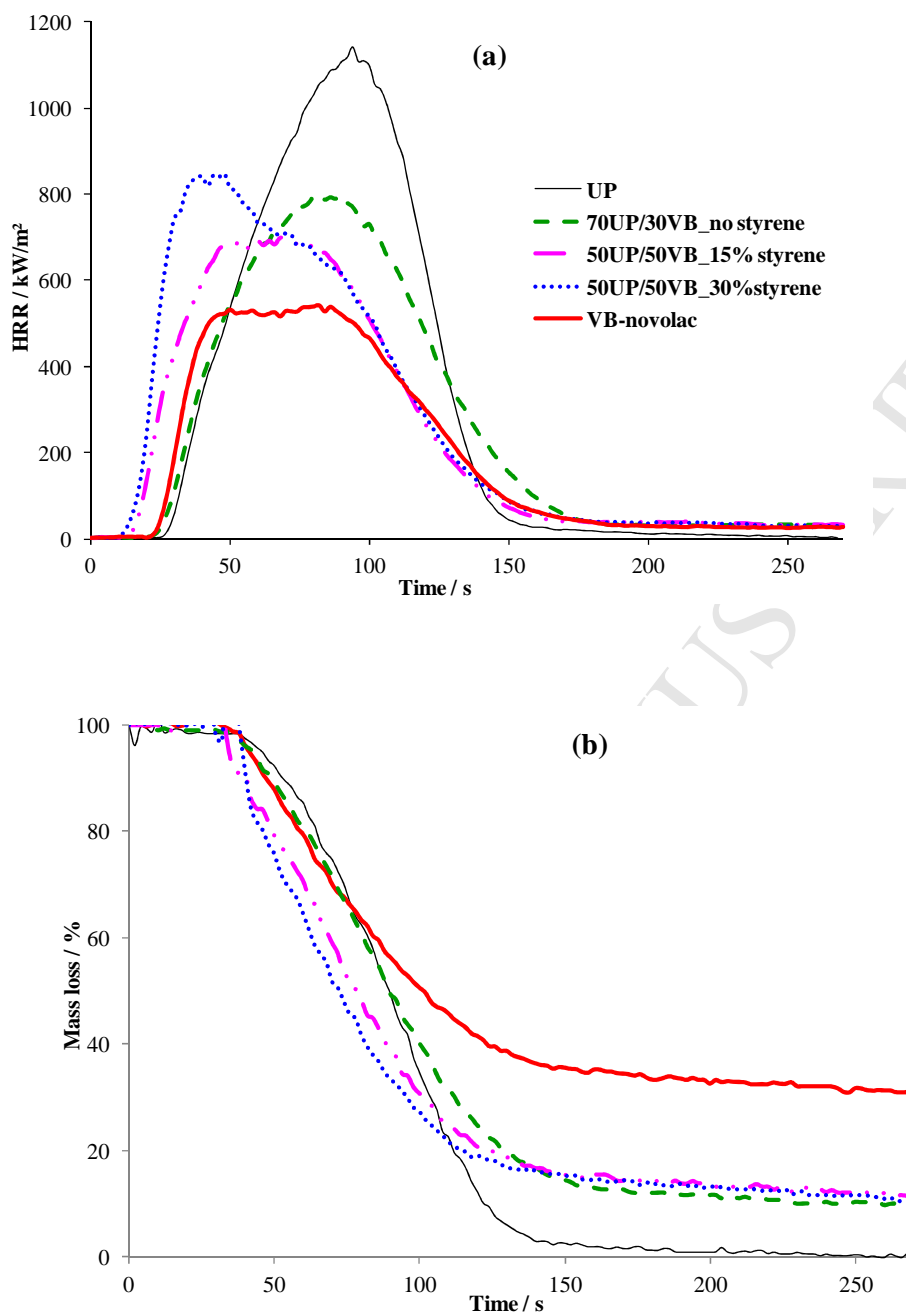 (a)
1200
1000
800
600
400
200
0
HRR / kW/m²
0 50 100 150 200 250
Time / s
UP
70UP/30VB_no styrene
50UP/50VB_15% styrene
50UP/50VB_30%styrene
VB-novolac
(b)
100
80
60
40
20
0
Mass loss / %
0 50 100 150 200 250
Time / s